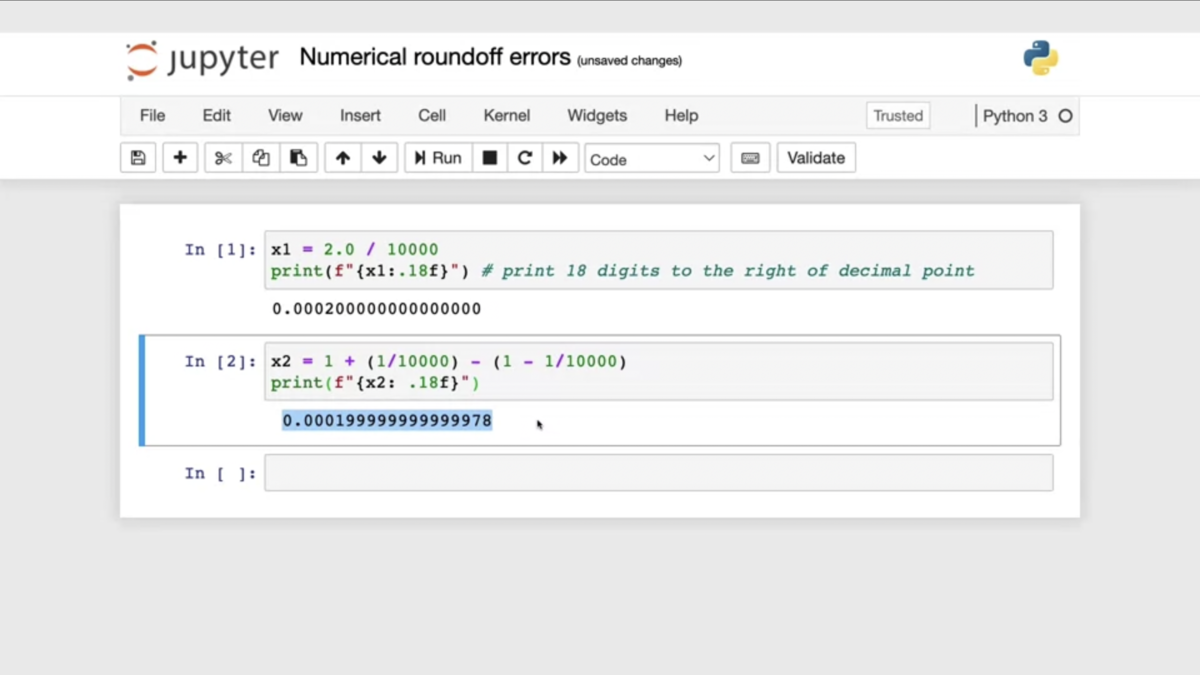 jupyter Numerical roundoff errors (unsaved changes)
File Edit View Insert Cell Kernel Widgets Help Trusted Python 3
Run Code Validate
In [1]: x1 = 2.0 / 10000
print(f"{x1:.18f}") # print 18 digits to the right of decimal point
0.000200000000000000
In [2]: x2 = 1 + (1/10000) - (1 - 1/10000)
print(f"{x2: .18f}")
0.000199999999999978
In [ ]: